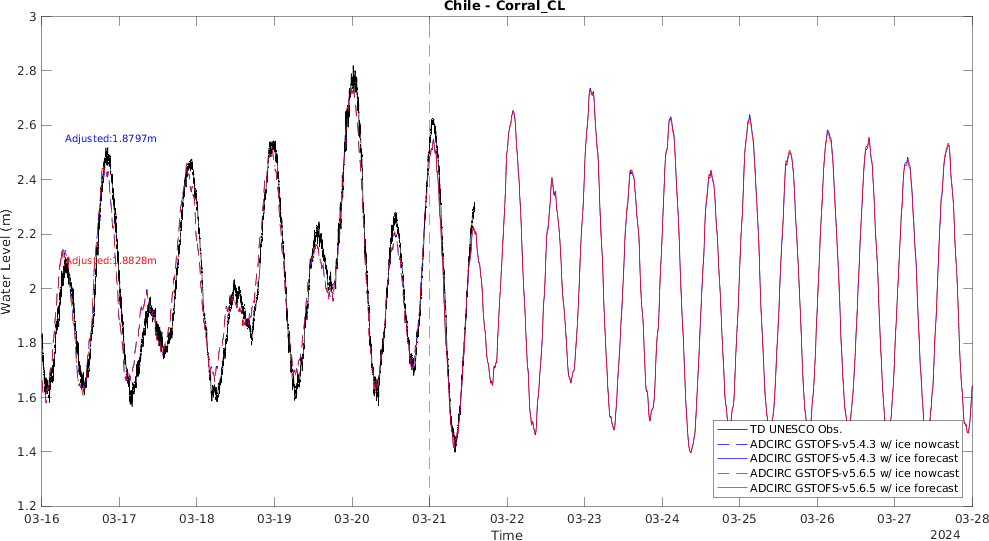 Chile - Corral_CL
3
2.8
2.6
2.4
2.2
2
1.8
1.6
1.4
1.2
Water Level (m)
Adjusted:1.8797m
Adjusted:1.8828m
TD UNESCO Obs.
ADCIRC GSTOFS-v5.4.3 w/ ice nowcast
ADCIRC GSTOFS-v5.4.3 w/ ice forecast
ADCIRC GSTOFS-v5.6.5 w/ ice nowcast
ADCIRC GSTOFS-v5.6.5 w/ ice forecast
03-16 03-17 03-18 03-19 03-20 03-21 03-22 03-23 03-24 03-25 03-26 03-27 03-28
Time
2024